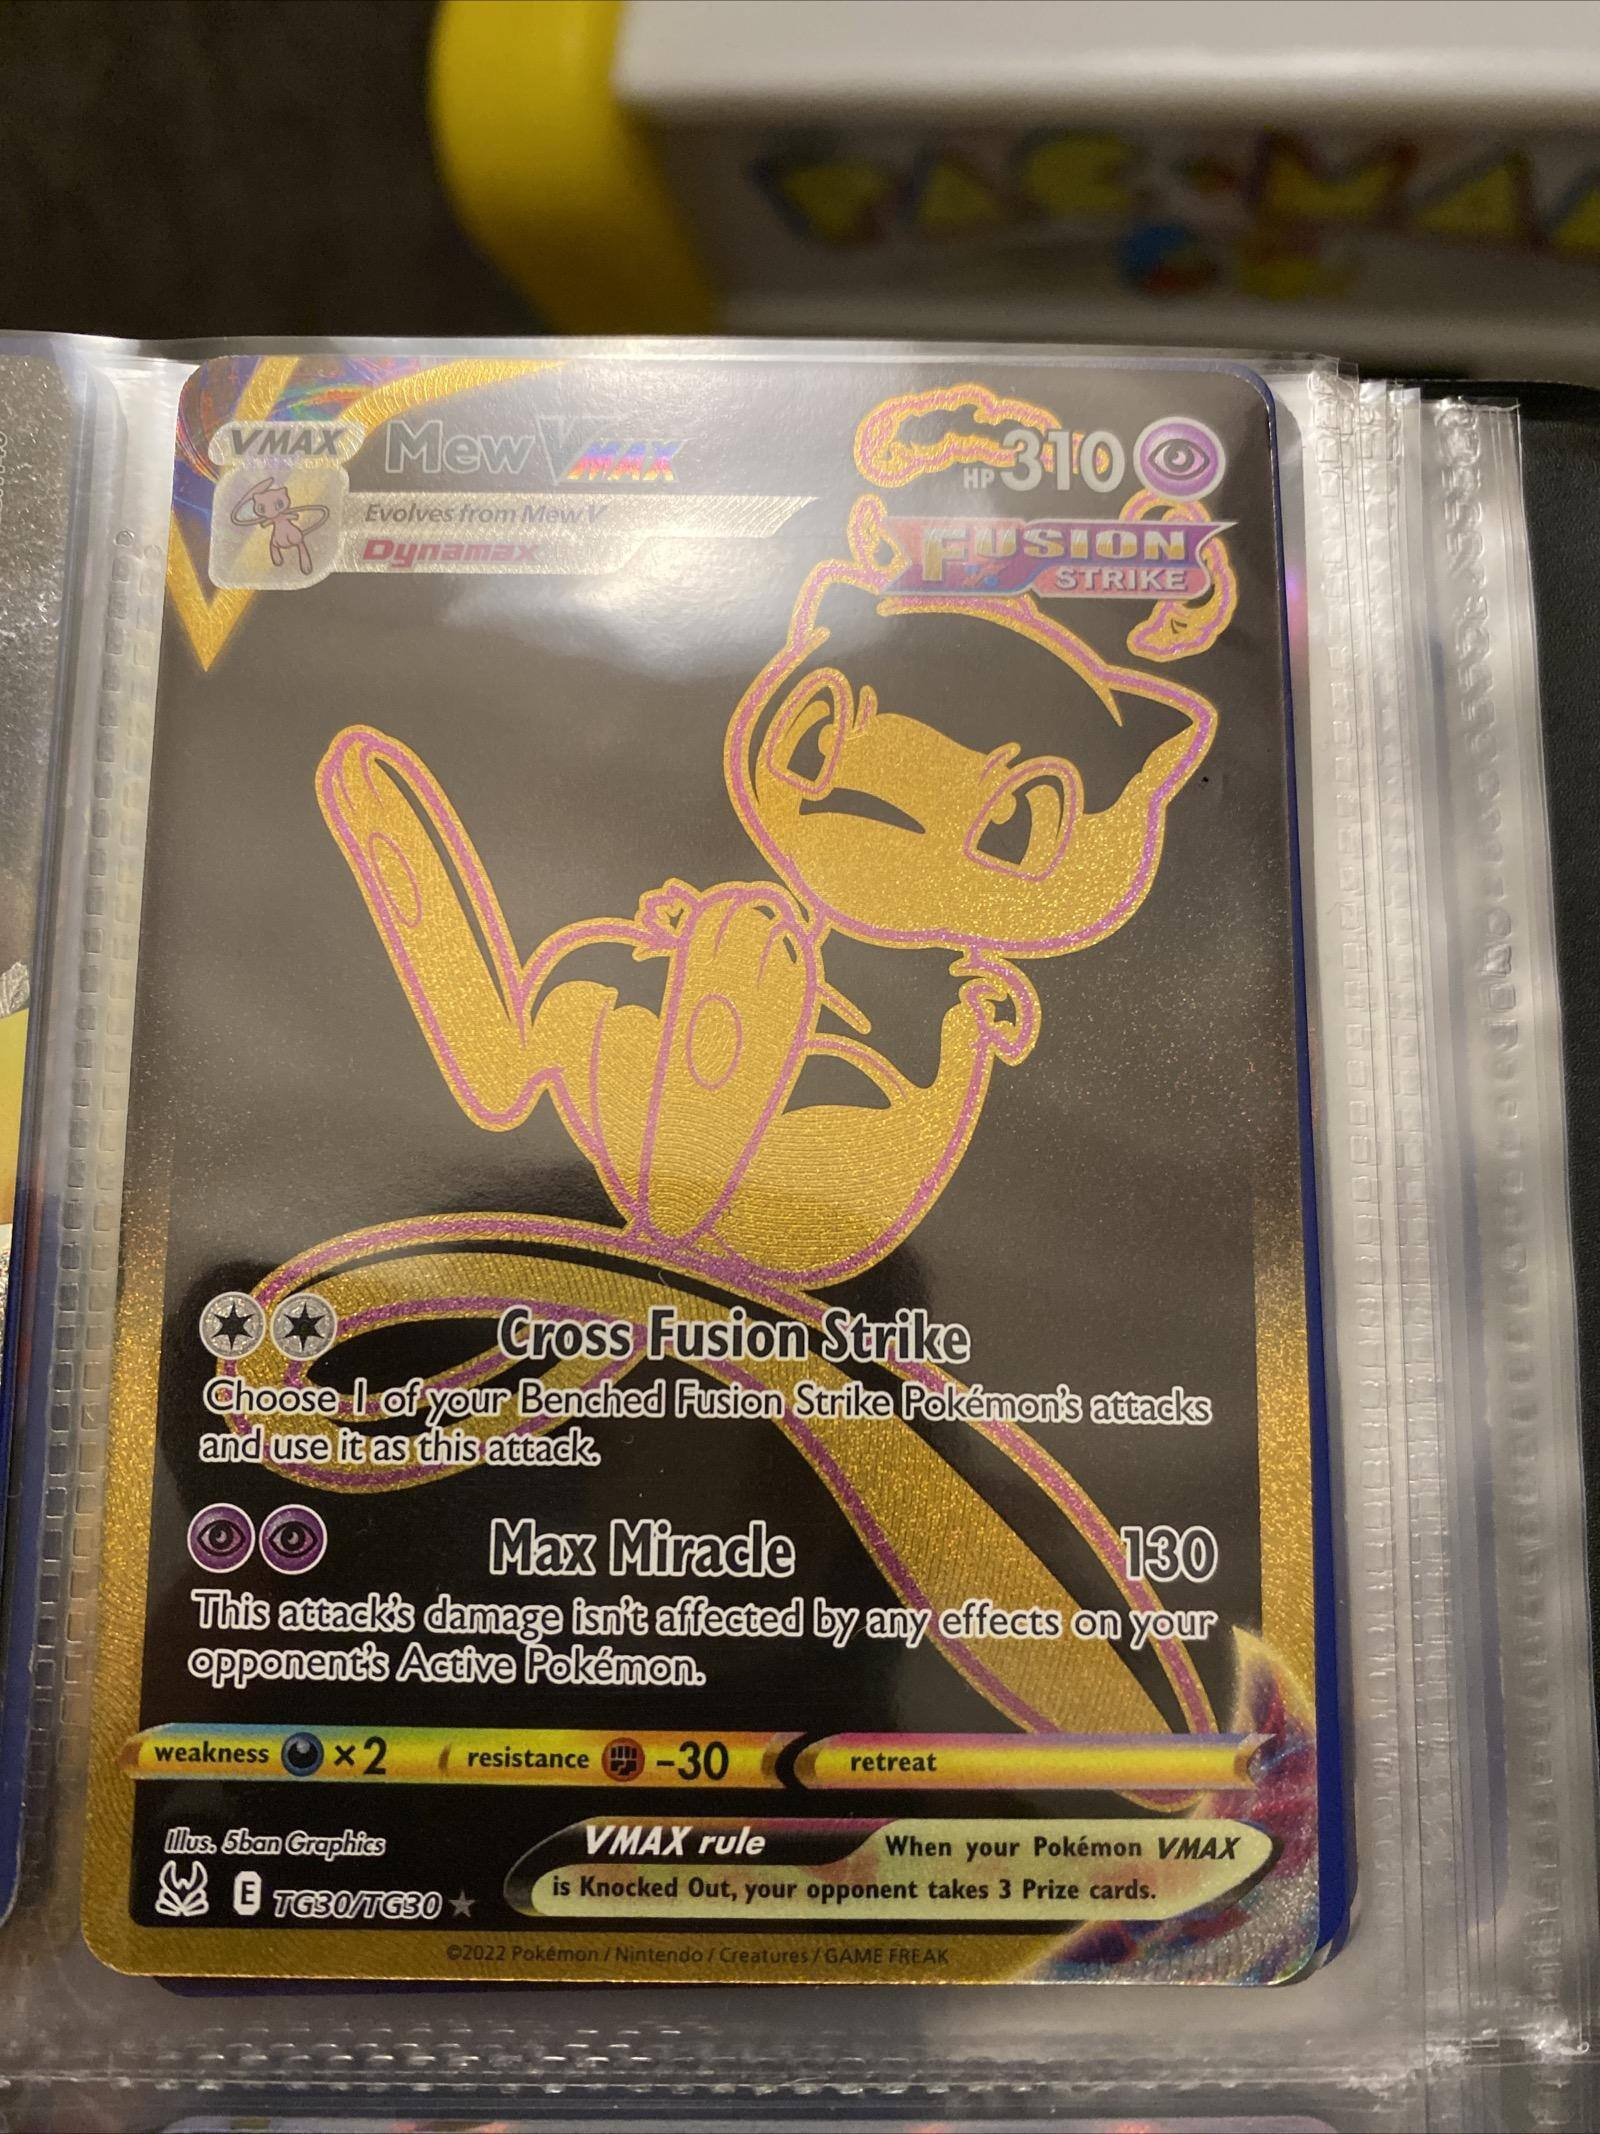 PAC-MAN
VMAX
Mew VMAX
HP 310
Evolves from Mew V
Dynamax
FUSION
STRIKE
Cross Fusion Strike
Choose 1 of your Benched Fusion Strike Pokémon's attacks
and use it as this attack.
Max Miracle 130
This attack's damage isn't affected by any effects on your
opponent's Active Pokémon.
weakness ×2 resistance -30 retreat
Illus. 5ban Graphics
VMAX rule When your Pokémon VMAX
is Knocked Out, your opponent takes 3 Prize cards.
E TG30/TG30
©2022 Pokémon / Nintendo / Creatures / GAME FREAK